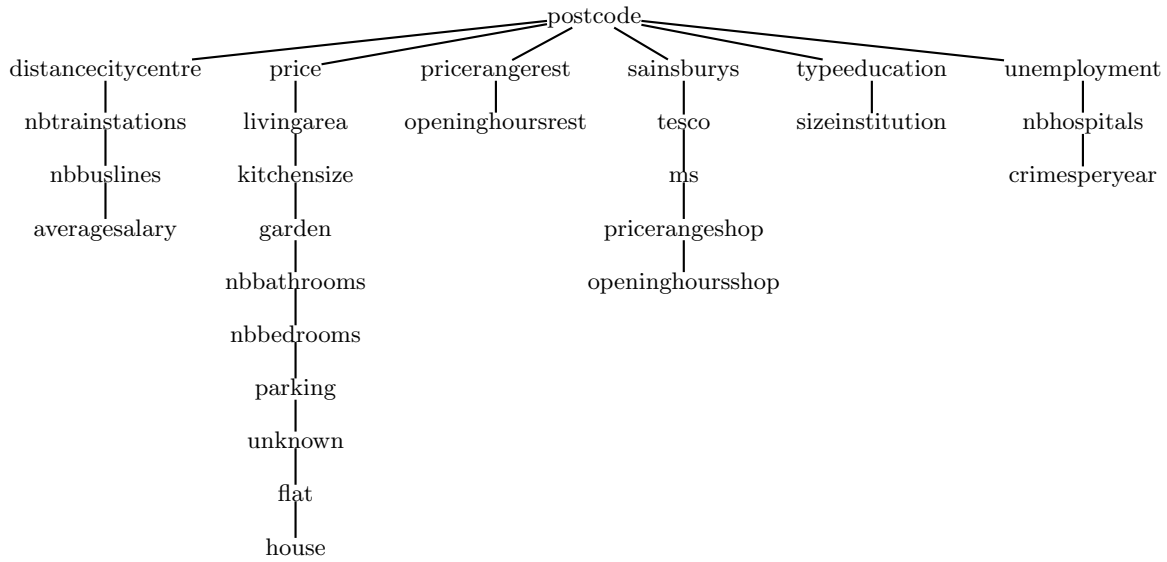 postcode
distancecitycentre price pricerangerest sainsburys typeeducation unemployment
nbtrainstations livingarea openinghoursrest tesco sizeinstitution nbhospitals
nbbuslines kitchensize ms crimesperyear
averagesalary garden pricerangeshop
nbbathrooms openinghoursshop
nbbedrooms
parking
unknown
flat
house